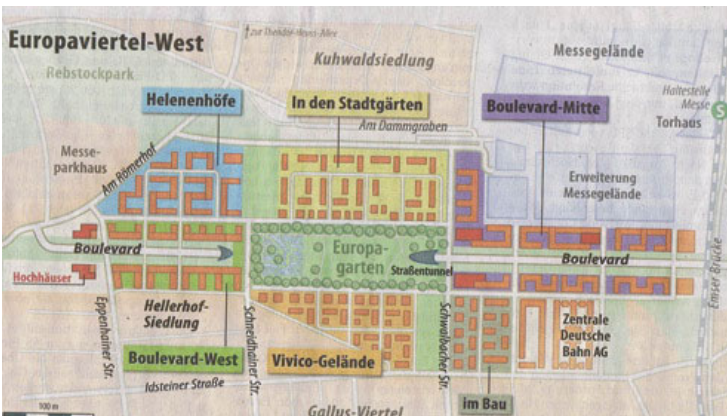 Europaviertel-West
zur Theodor-Heuss-Allee
Kuhwaldsiedlung
Messegelände
Rebstockpark
Haltestelle
Messe
S
Torhaus
Helenenhöfe
In den Stadtgärten
Boulevard-Mitte
Am Dammgraben
Messe-
parkhaus
Am Römerhof
Erweiterung
Messegelände
Boulevard
Europa-
garten
Straßentunnel
Boulevard
Hochhäuser
Emser Brücke
Eppenhainer Str.
Hellerhof-
Siedlung
Schneidhainer Str.
Schwalbacher Str.
Zentrale
Deutsche
Bahn AG
Boulevard-West
Vivico-Gelände
Idsteiner Straße
im Bau
100 m
Gallus-Viertel